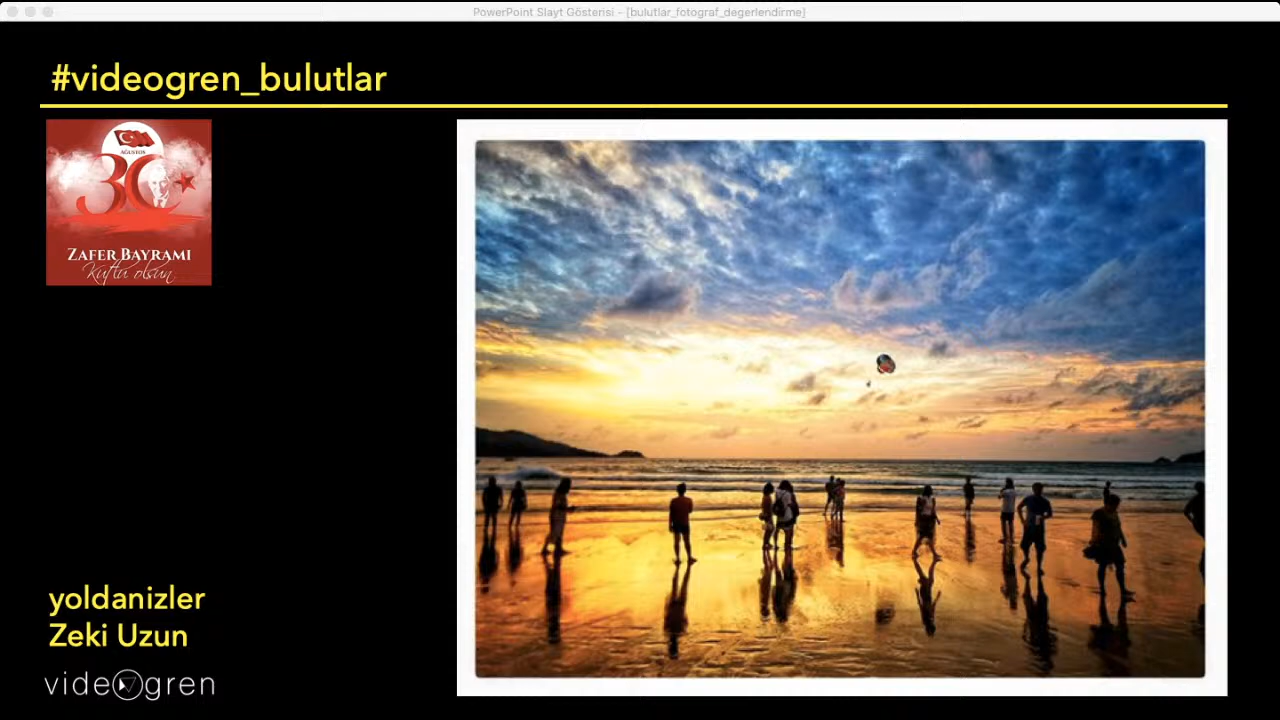 PowerPoint Slayt Gösterisi - [bulutlar_fotograf_degerlendirme]
#videogren_bulutlar
AĞUSTOS
30
ZAFER BAYRAMI
Kutlu olsun
yoldanizler
Zeki Uzun
videogren